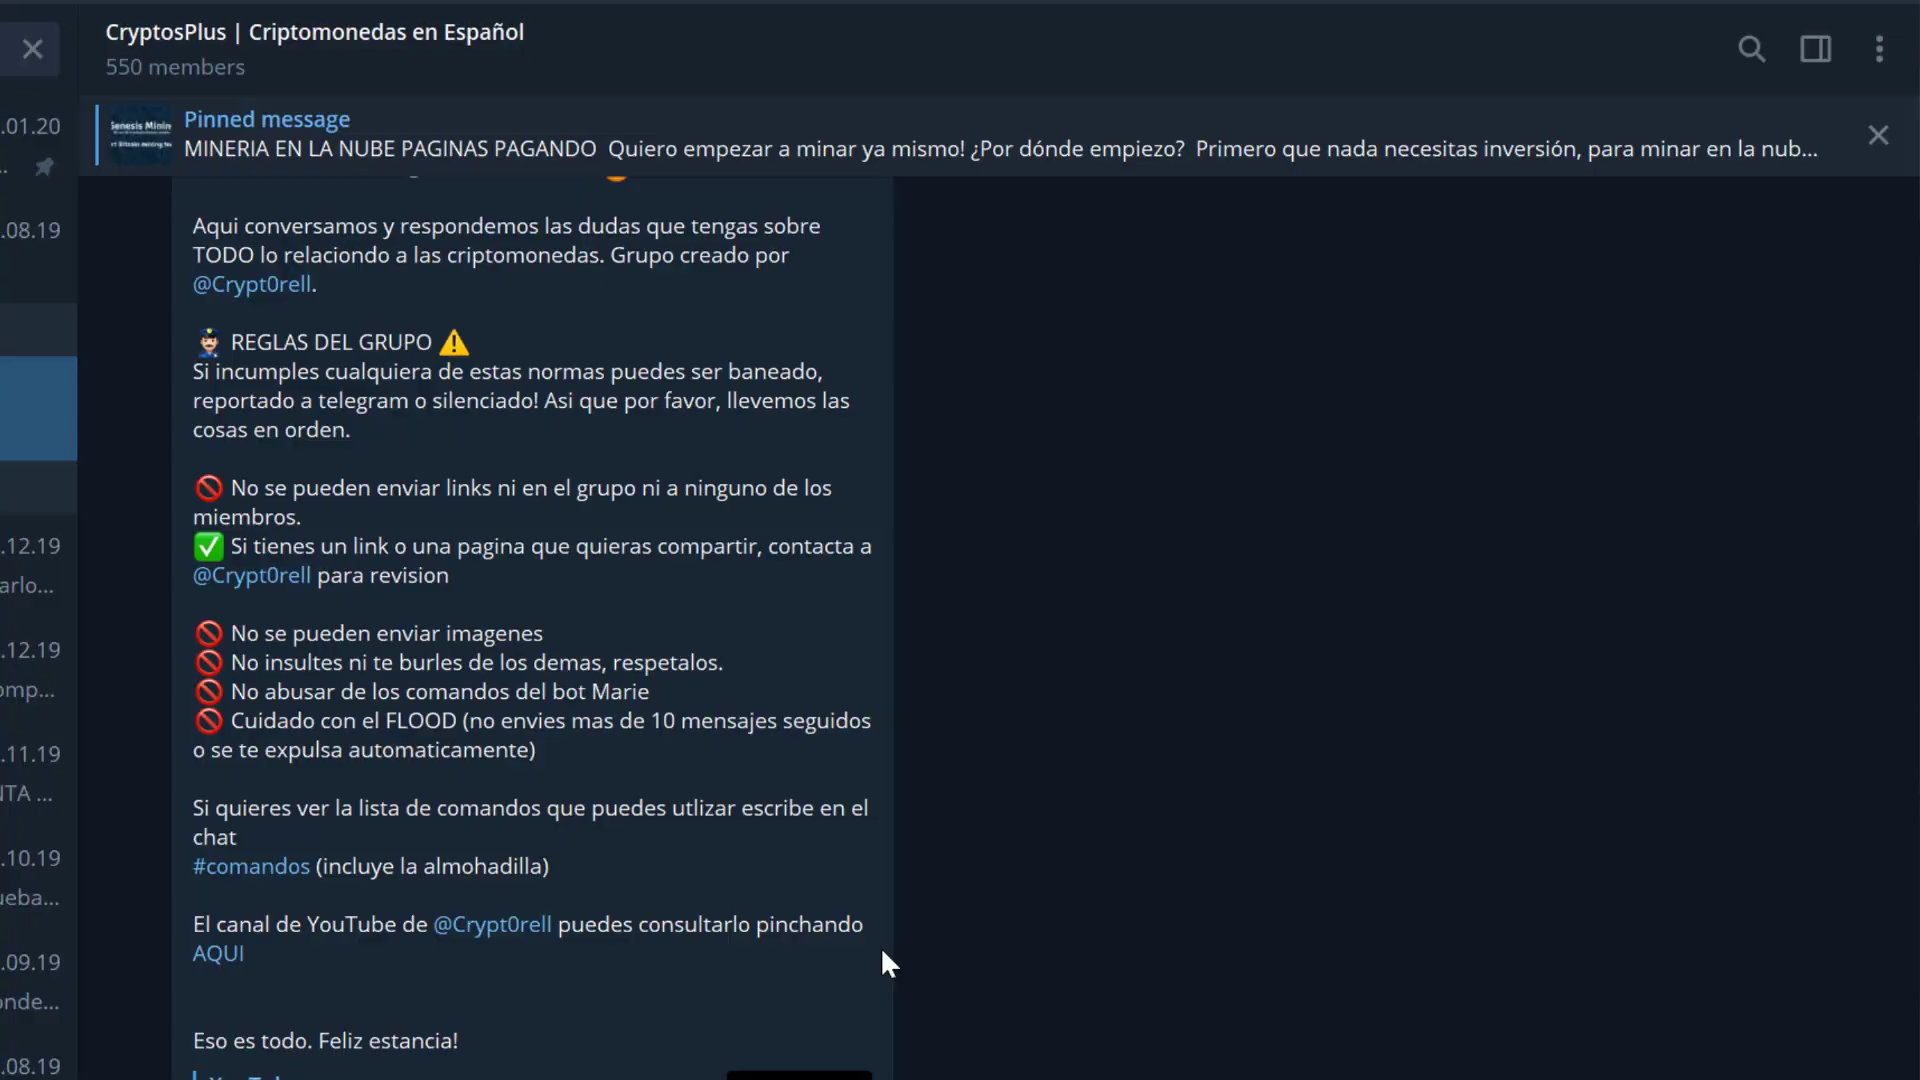 CryptosPlus | Criptomonedas en Español
550 members
.01.20
Pinned message
MINERIA EN LA NUBE PAGINAS PAGANDO Quiero empezar a minar ya mismo! ¿Por dónde empiezo? Primero que nada necesitas inversión, para minar en la nub...
.08.19
Aqui conversamos y respondemos las dudas que tengas sobre
TODO lo relaciondo a las criptomonedas. Grupo creado por
@Crypt0rell.
👮🏻 REGLAS DEL GRUPO ⚠️
Si incumples cualquiera de estas normas puedes ser baneado,
reportado a telegram o silenciado! Asi que por favor, llevemos las
cosas en orden.
🚫 No se pueden enviar links ni en el grupo ni a ninguno de los
miembros.
✅ Si tienes un link o una pagina que quieras compartir, contacta a
@Crypt0rell para revision
🚫 No se pueden enviar imagenes
🚫 No insultes ni te burles de los demas, respetalos.
🚫 No abusar de los comandos del bot Marie
🚫 Cuidado con el FLOOD (no envies mas de 10 mensajes seguidos
o se te expulsa automaticamente)
Si quieres ver la lista de comandos que puedes utlizar escribe en el
chat
#comandos (incluye la almohadilla)
El canal de YouTube de @Crypt0rell puedes consultarlo pinchando
AQUI
Eso es todo. Feliz estancia!
.12.19
arlo...
.12.19
omp...
.11.19
NTA ...
.10.19
ueba...
.09.19
onde...
.08.19